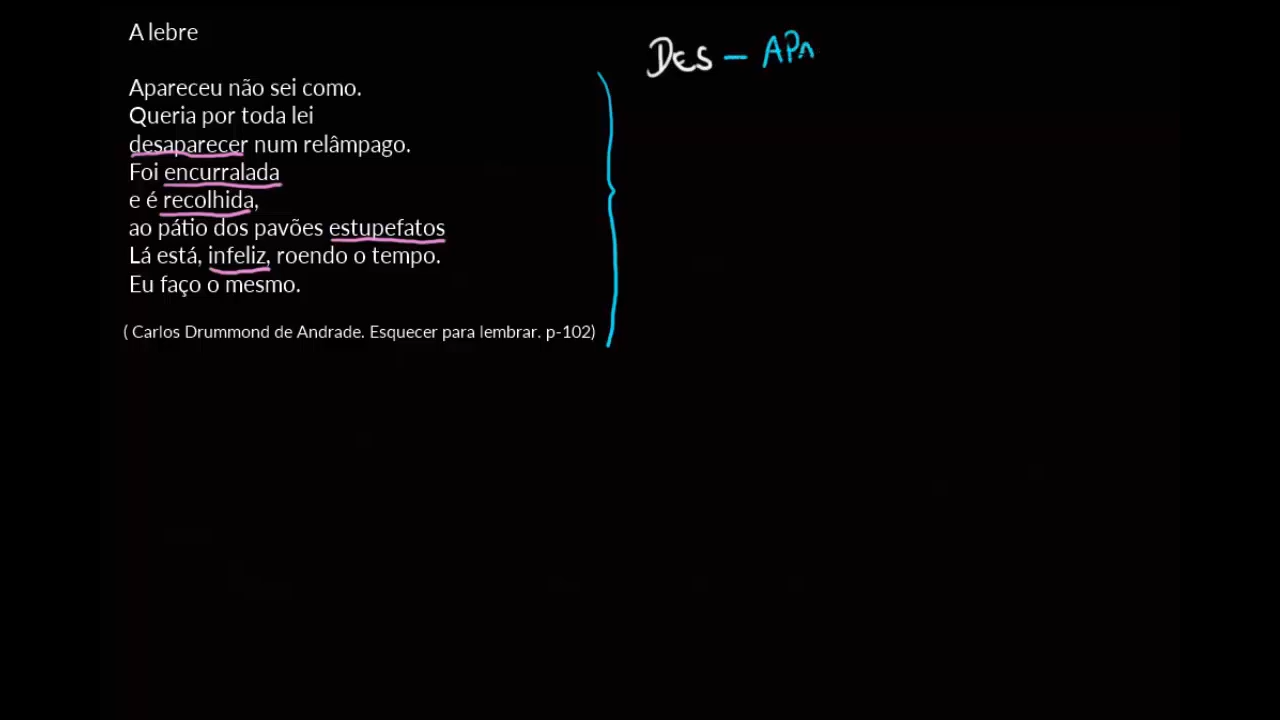 A lebre
Apareceu não sei como.
Queria por toda lei
desaparecer num relâmpago.
Foi encurralada
e é recolhida,
ao pátio dos pavões estupefatos
Lá está, infeliz, roendo o tempo.
Eu faço o mesmo.
( Carlos Drummond de Andrade. Esquecer para lembrar. p-102)
DES - APA